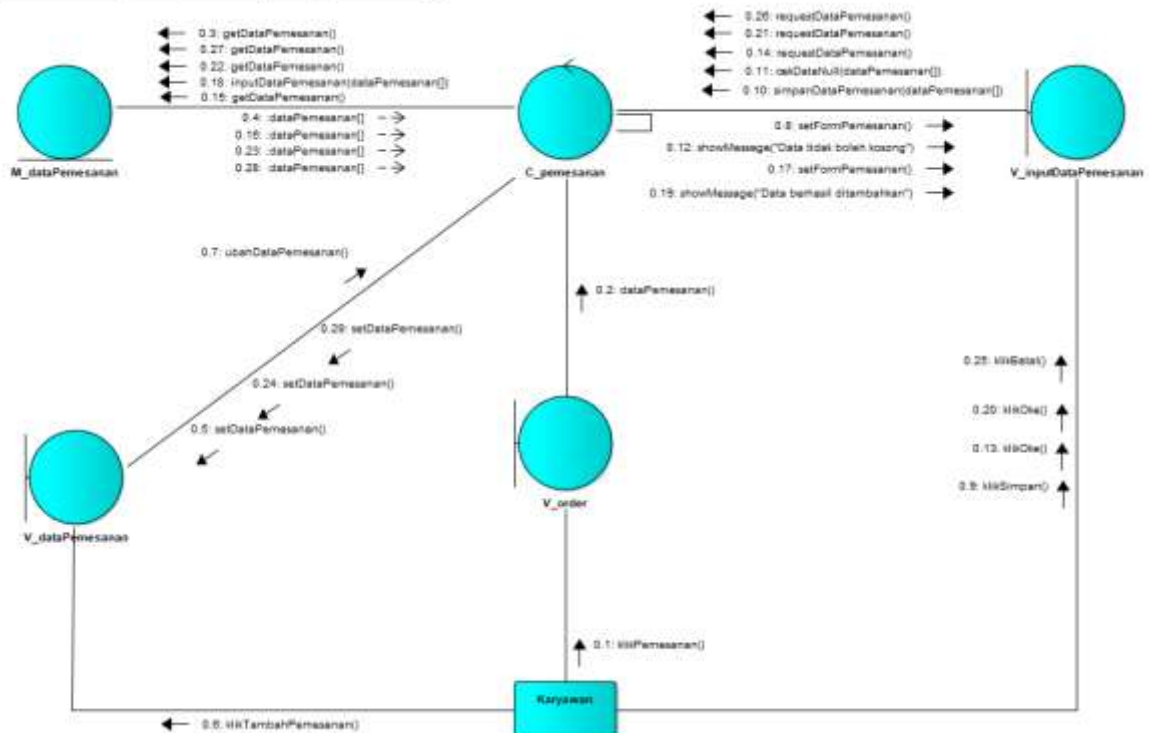 0.3: getDataPemesanan()
0.27: getDataPemesanan()
0.22: getDataPemesanan()
0.18: inputDataPemesanan(dataPemesanan[])
0.15: getDataPemesanan()
0.4: :dataPemesanan[]
0.16: :dataPemesanan[]
0.23: :dataPemesanan[]
0.28: :dataPemesanan[]
M_dataPemesanan
C_pemesanan
0.26: requestDataPemesanan()
0.21: requestDataPemesanan()
0.14: requestDataPemesanan()
0.11: cekDataNull(dataPemesanan[])
0.10: simpanDataPemesanan(dataPemesanan[])
0.8: setFormPemesanan()
0.12: showMessage("Data tidak boleh kosong")
0.17: setFormPemesanan()
0.19: showMessage("Data berhasil ditambahkan")
V_inputDataPemesanan
0.7: ubahDataPemesanan()
0.29: setDataPemesanan()
0.24: setDataPemesanan()
0.5: setDataPemesanan()
0.2: dataPemesanan()
0.25: klikBatal()
0.20: klikOke()
0.13: klikOke()
0.9: klikSimpan()
V_order
V_dataPemesanan
0.1: klikPemesanan()
Karyawan
0.6: klikTambahPemesanan()